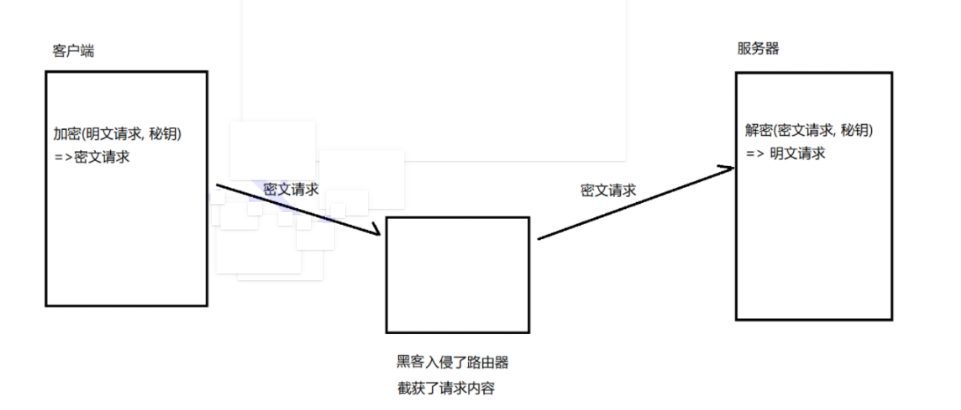 客户端
加密(明文请求, 秘钥)
=>密文请求
密文请求
黑客入侵了路由器
截获了请求内容
密文请求
服务器
解密(密文请求, 秘钥)
=> 明文请求